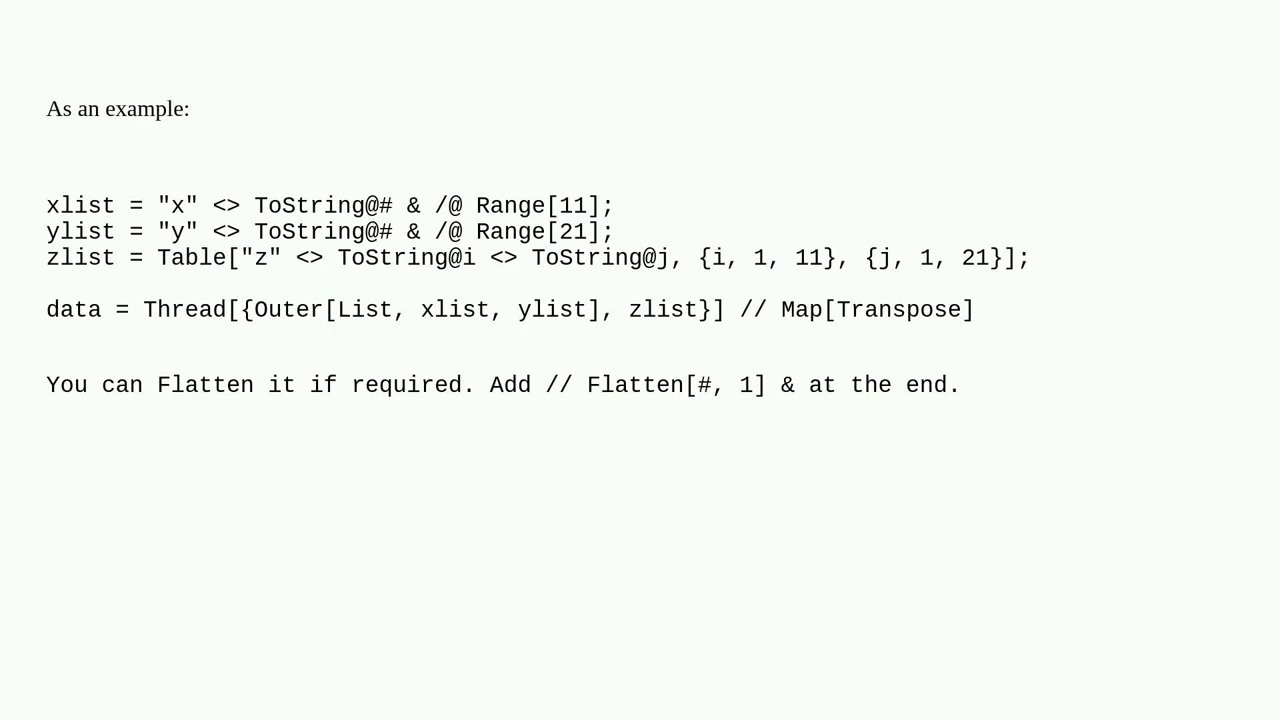 As an example:
xlist = "x" <> ToString@# & /@ Range[11];
ylist = "y" <> ToString@# & /@ Range[21];
zlist = Table["z" <> ToString@i <> ToString@j, {i, 1, 11}, {j, 1, 21}];
data = Thread[{Outer[List, xlist, ylist], zlist}] // Map[Transpose]
You can Flatten it if required. Add // Flatten[#, 1] & at the end.